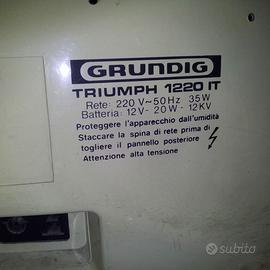 GRUNDIG
TRIUMPH 1220 IT
Rete: 220 V~50Hz 35W
Batteria: 12V- 20W - 12KV
Proteggere l'apparecchio dall'umidità
Staccare la spina di rete prima di
togliere il pannello posteriore
Attenzione alta tensione
subito